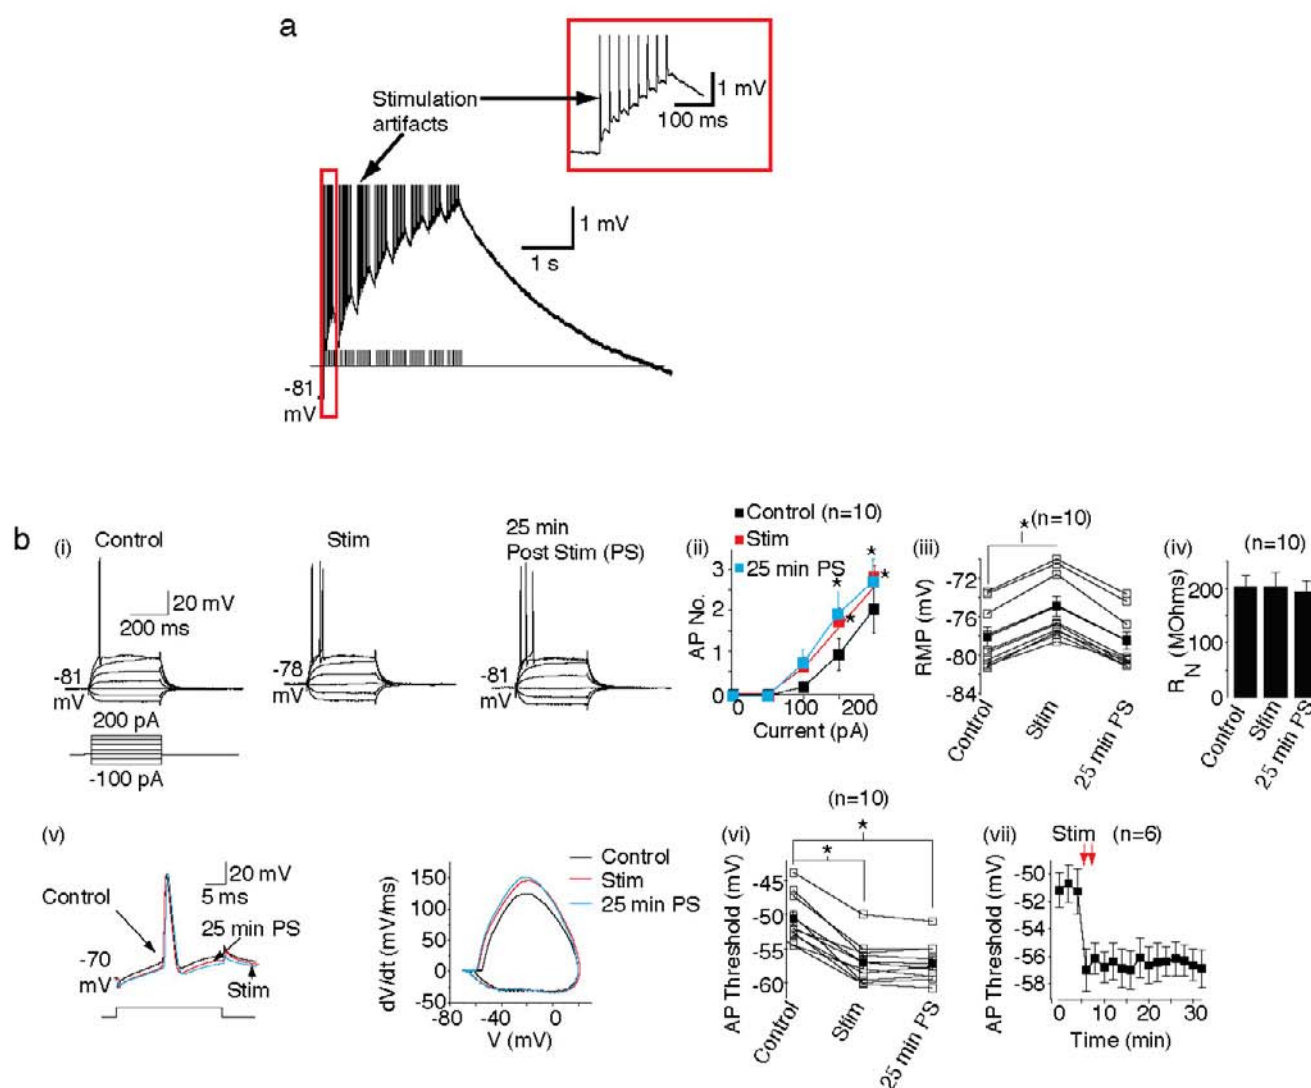 a
Stimulation
artifacts
1 mV
100 ms
1 mV
1 s
-81
mV
b
(i)
Control
20 mV
200 ms
-81
mV
200 pA
-100 pA
Stim
-78
mV
25 min
Post Stim (PS)
-81
mV
(ii)
Control (n=10)
Stim
25 min PS
AP No.
3
2
1
0
0
100
200
Current (pA)
(iii)
* (n=10)
RMP (mV)
-72
-76
-80
-84
Control
Stim
25 min PS
(iv)
(n=10)
RN (MOhms)
200
100
0
Control
Stim
25 min PS
(v)
Control
20 mV
5 ms
25 min PS
-70
mV
Stim
dV/dt (mV/ms)
150
100
50
0
-50
-80
-40
0
V (mV)
Control
Stim
25 min PS
(vi)
(n=10)
*
*
AP Threshold (mV)
-45
-50
-55
-60
Control
Stim
25 min PS
(vii)
Stim
(n=6)
AP Threshold (mV)
-50
-52
-54
-56
-58
0
10
20
30
Time (min)